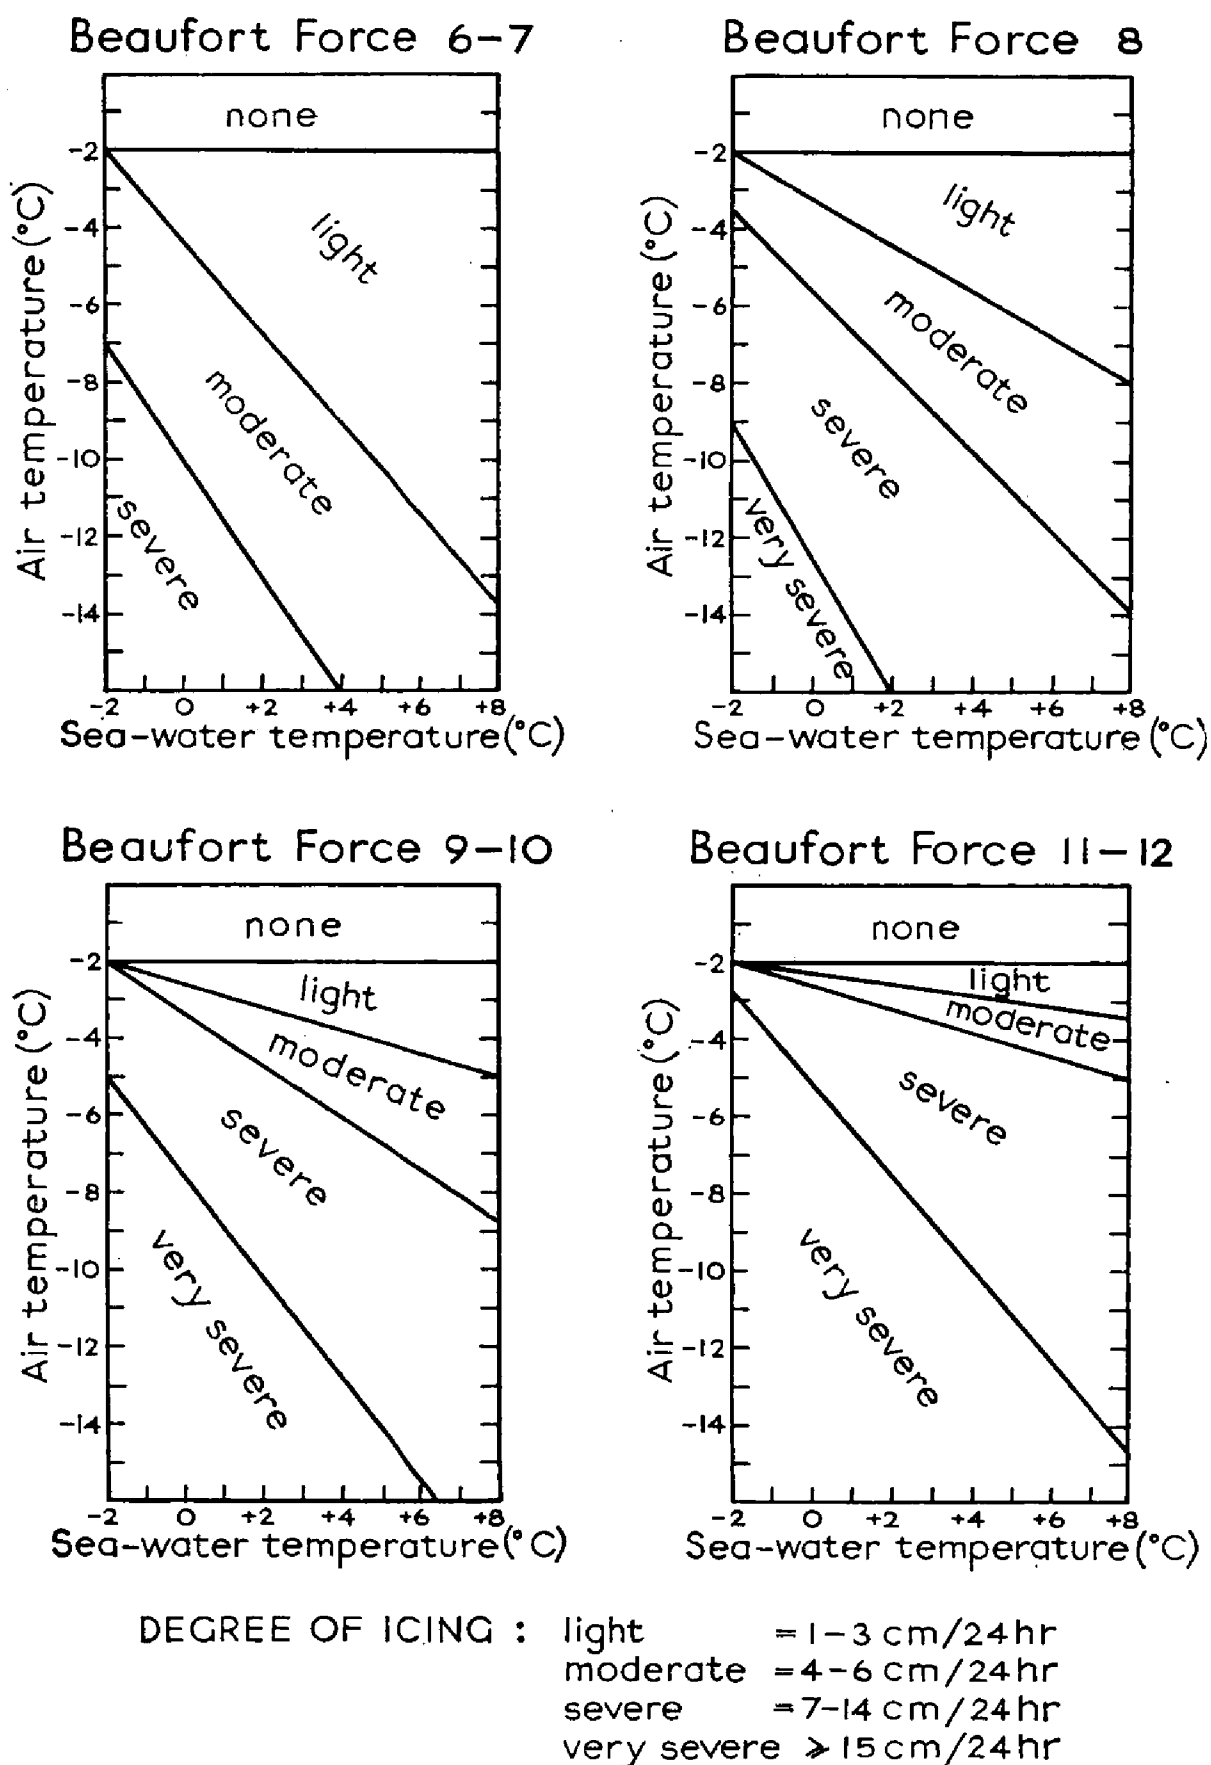 Beaufort Force 6-7
none
-2
light
-4
-6
moderate
-8
-10
severe
-12
-14
Air temperature (°C)
-2 0 +2 +4 +6 +8
Sea-water temperature (°C)
Beaufort Force 8
none
-2
light
-4
-6
moderate
-8
severe
-10
very severe
-12
-14
Air temperature (°C)
-2 0 +2 +4 +6 +8
Sea-water temperature (°C)
Beaufort Force 9-10
none
-2
light
-4
moderate
-6
severe
-8
very severe
-10
-12
-14
Air temperature (°C)
-2 0 +2 +4 +6 +8
Sea-water temperature (°C)
Beaufort Force 11-12
none
-2
light
moderate
-4
severe
-6
-8
very severe
-10
-12
-14
Air temperature (°C)
-2 0 +2 +4 +6 +8
Sea-water temperature (°C)
DEGREE OF ICING : light = 1-3 cm/24hr
moderate = 4-6 cm/24hr
severe = 7-14 cm/24hr
very severe ⩾ 15 cm/24hr